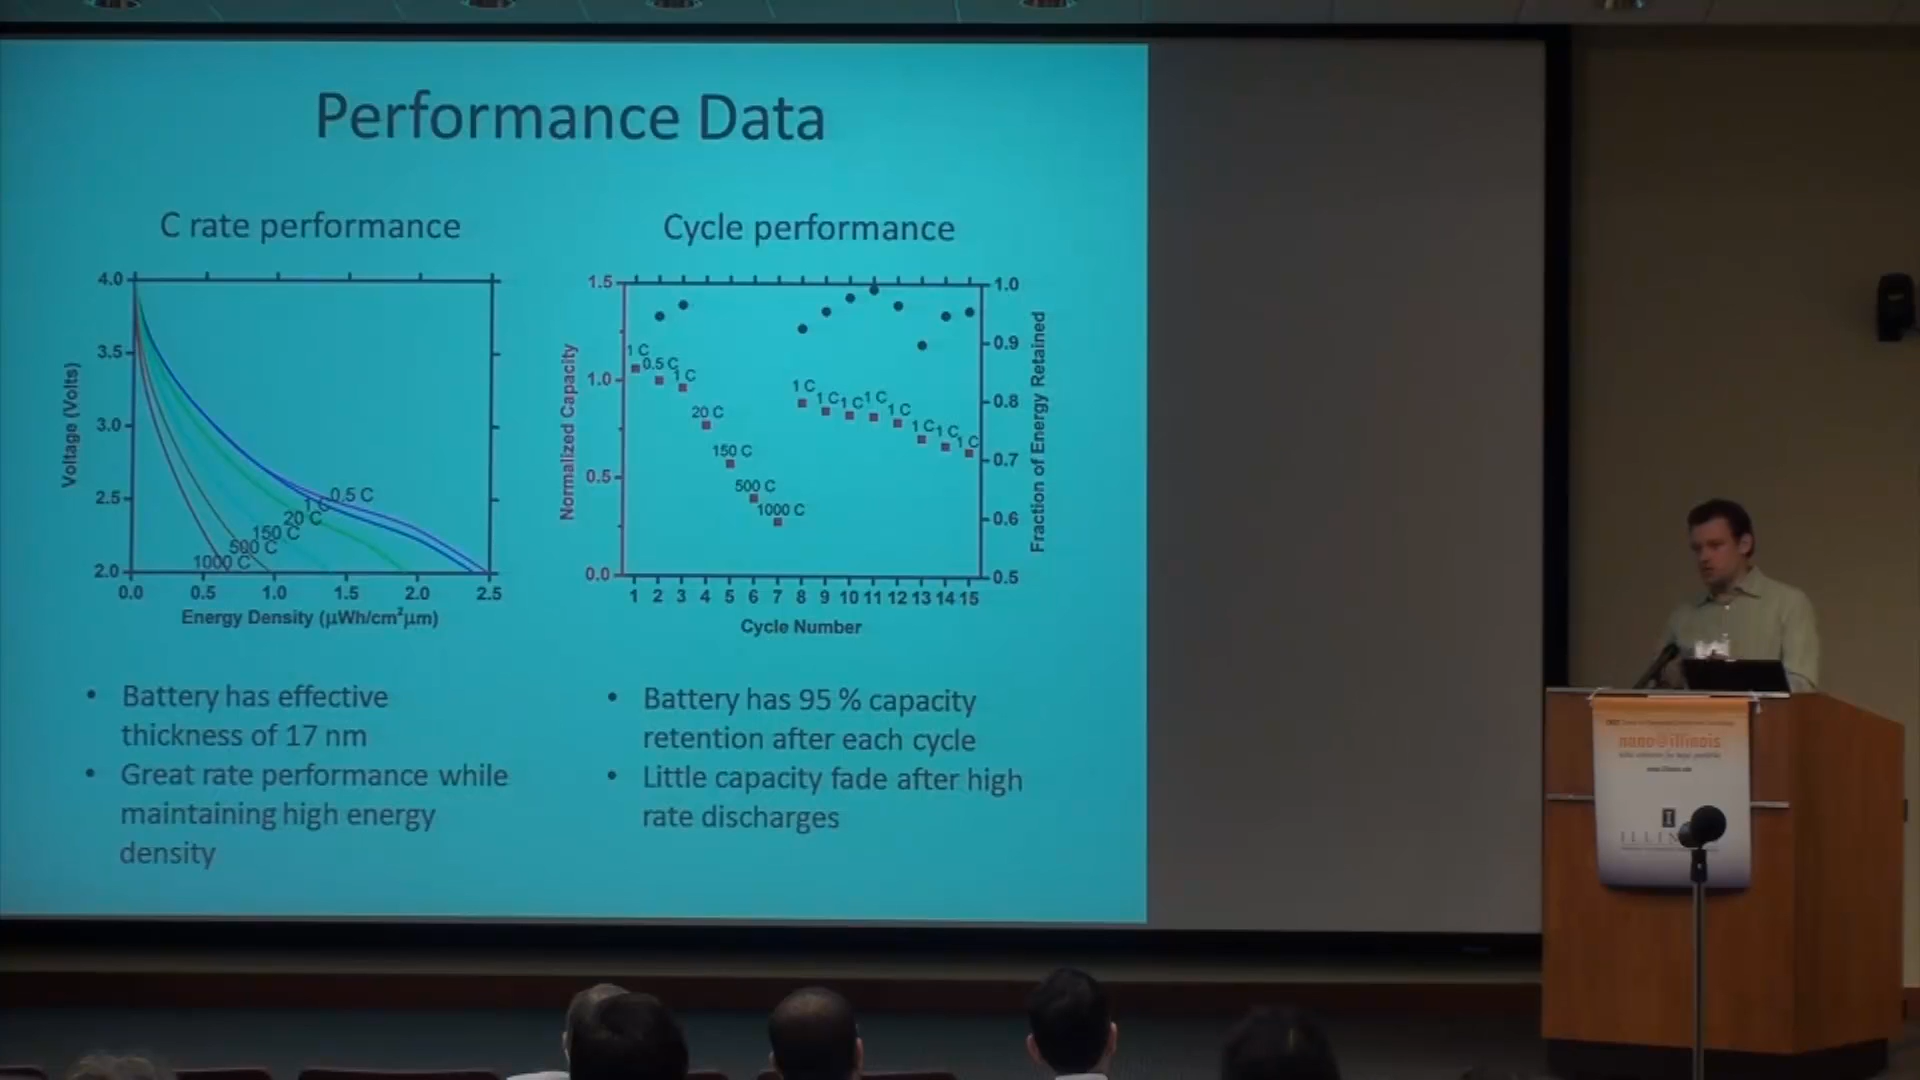 Performance Data
C rate performance
4.0
3.5
3.0
2.5
2.0
Voltage (Volts)
0.5 C
1 C
20 C
150 C
500 C
1000 C
0.0 0.5 1.0 1.5 2.0 2.5
Energy Density (µWh/cm²µm)
• Battery has effective
thickness of 17 nm
• Great rate performance while
maintaining high energy
density
Cycle performance
1.5
1.0
0.5
0.0
Normalized Capacity
1 C
0.5 C
1 C
20 C
150 C
500 C
1000 C
1 C
1 C
1 C
1 C
1 C
1 C
1 C
1 C
1.0
0.9
0.8
0.7
0.6
0.5
Fraction of Energy Retained
1 2 3 4 5 6 7 8 9 10 11 12 13 14 15
Cycle Number
• Battery has 95 % capacity
retention after each cycle
• Little capacity fade after high
rate discharges
nano@illinois
I